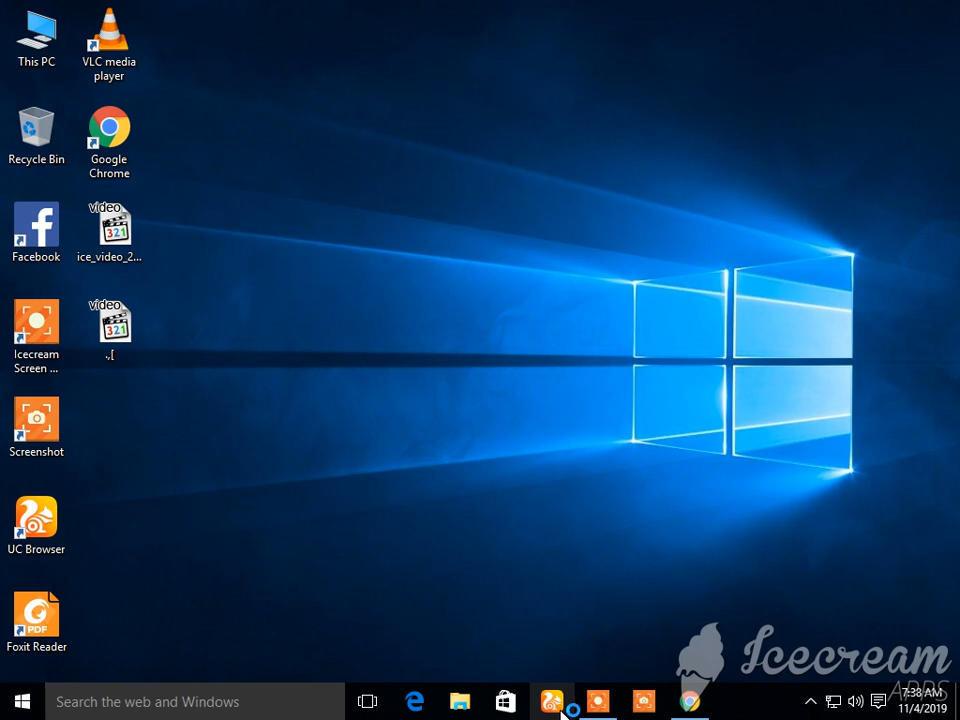 This PC
VLC media
player
Recycle Bin
Google
Chrome
Facebook
video
321
ice_video_2...
Icecream
Screen ...
video
321
.,[
Screenshot
UC Browser
PDF
Foxit Reader
Search the web and Windows
Icecream
APPS
7:38 AM
11/4/2019